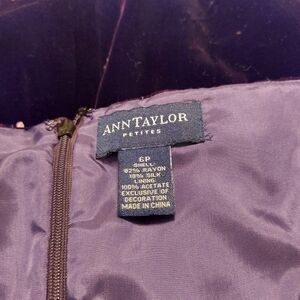 ANN TAYLOR
PETITES
6P
SHELL:
82% RAYON
18% SILK
LINING:
100% ACETATE
EXCLUSIVE OF
DECORATION
MADE IN CHINA